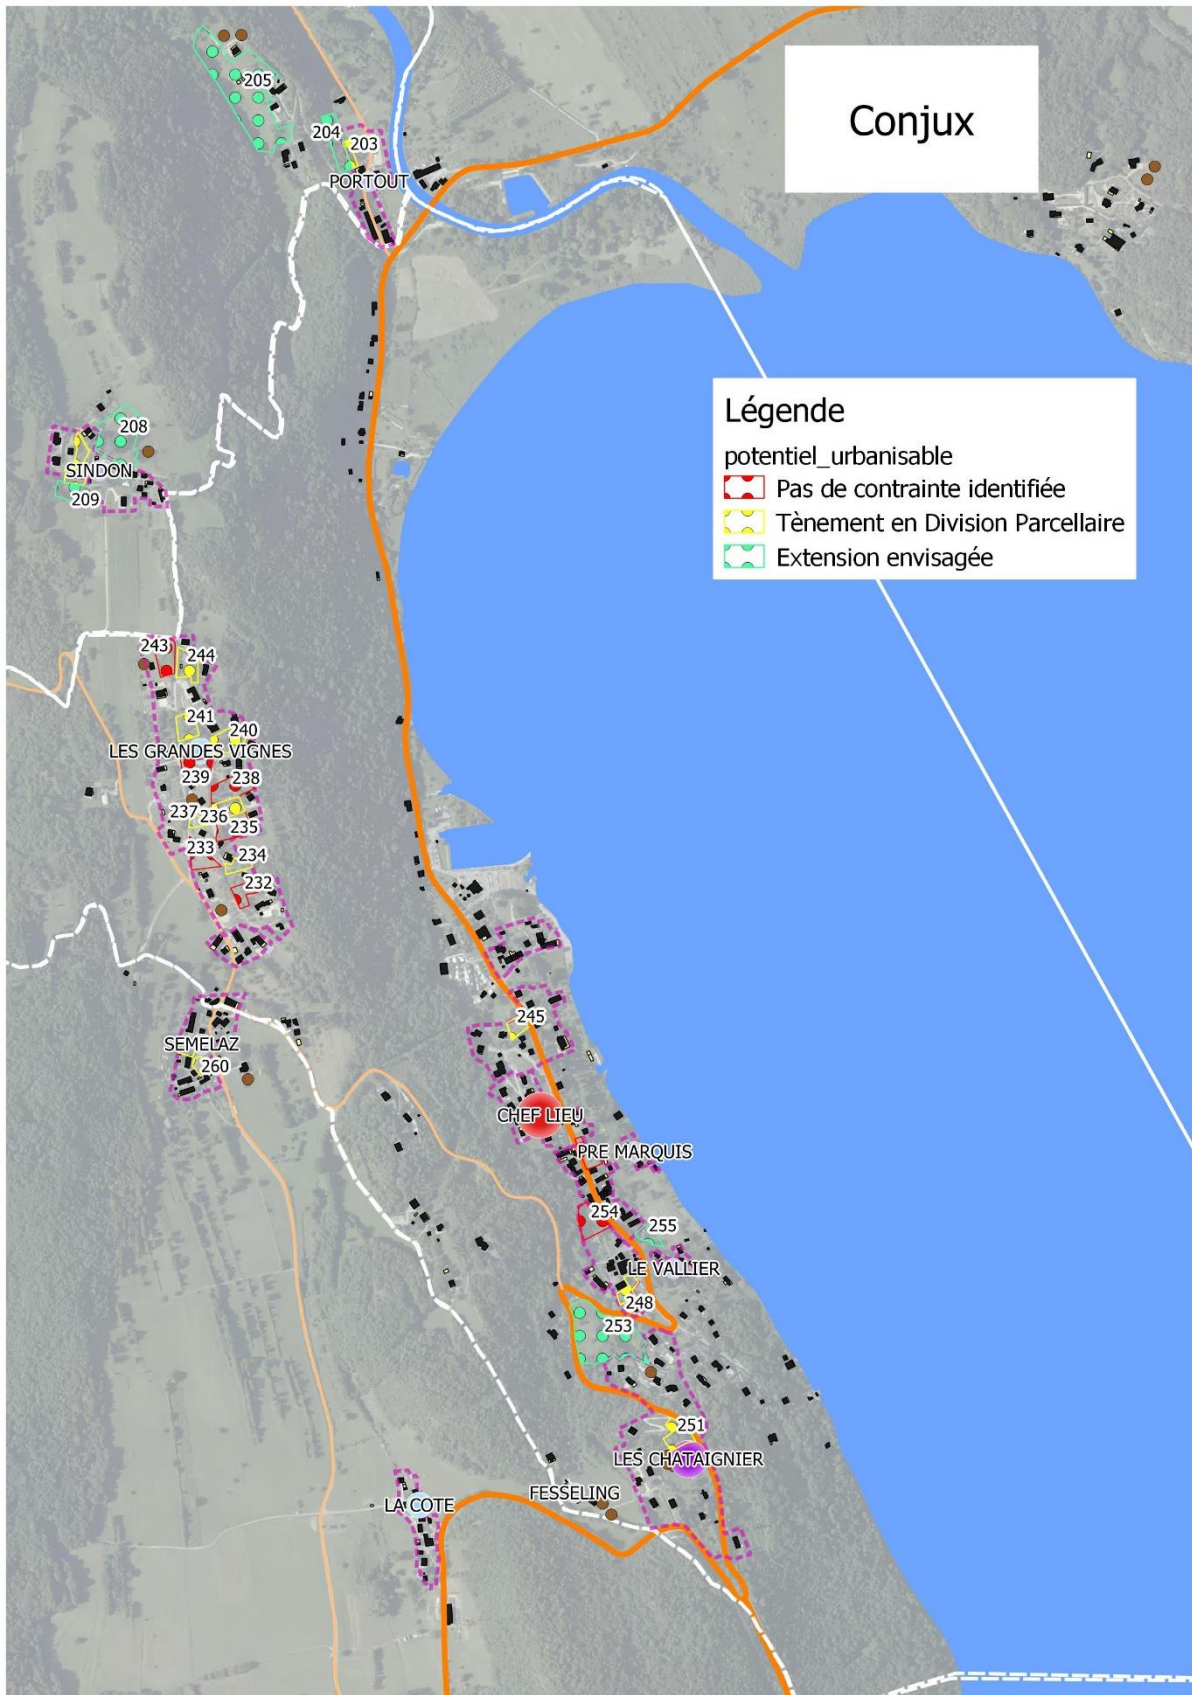 Conjux
205
204
203
PORTOUT
Légende
potentiel_urbanisable
Pas de contrainte identifiée
Tènement en Division Parcellaire
Extension envisagée
208
SINDON
209
243
244
241
240
LES GRANDES VIGNES
239
238
237
236
235
233
234
232
245
SEMELAZ
260
CHEF LIEU
PRE MARQUIS
254
255
LE VALLIER
248
253
251
LES CHATAIGNIER
FESSELING
LA COTE